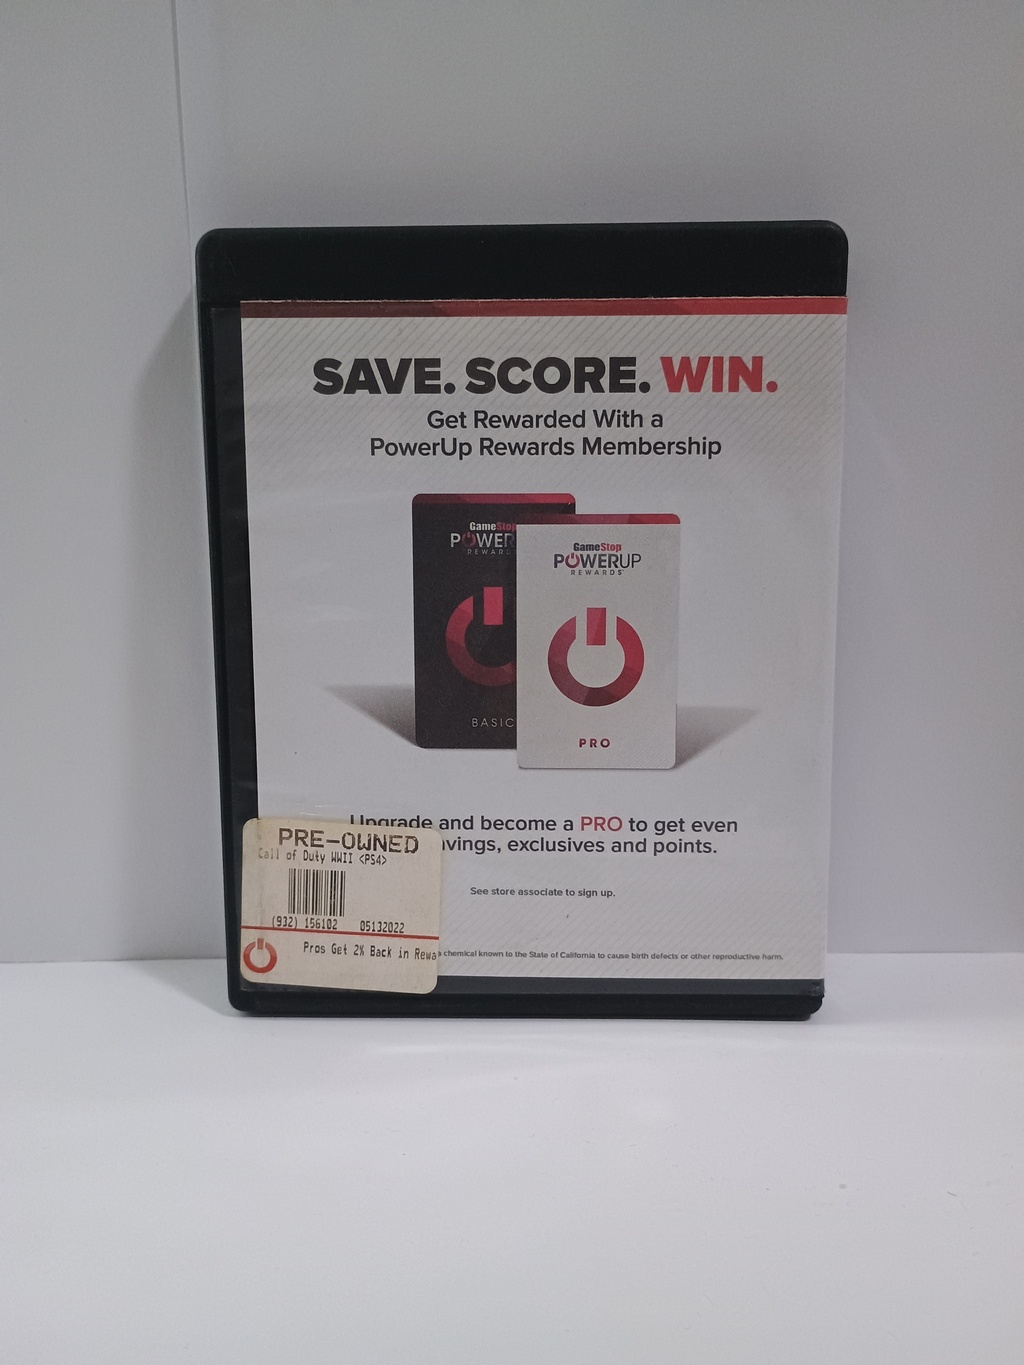 SAVE. SCORE. WIN.
Get Rewarded With a
PowerUp Rewards Membership
GameStop
POWER
REWAR
BASIC
GameStop
POWERUP
REWARDS™
PRO
Upgrade and become a PRO to get even
avings, exclusives and points.
See store associate to sign up.
a chemical known to the State of California to cause birth defects or other reproductive harm.
PRE-OWNED
Call of Duty WWII <PS4>
(932) 156102 05132022
Pros Get 2% Back in Rewa